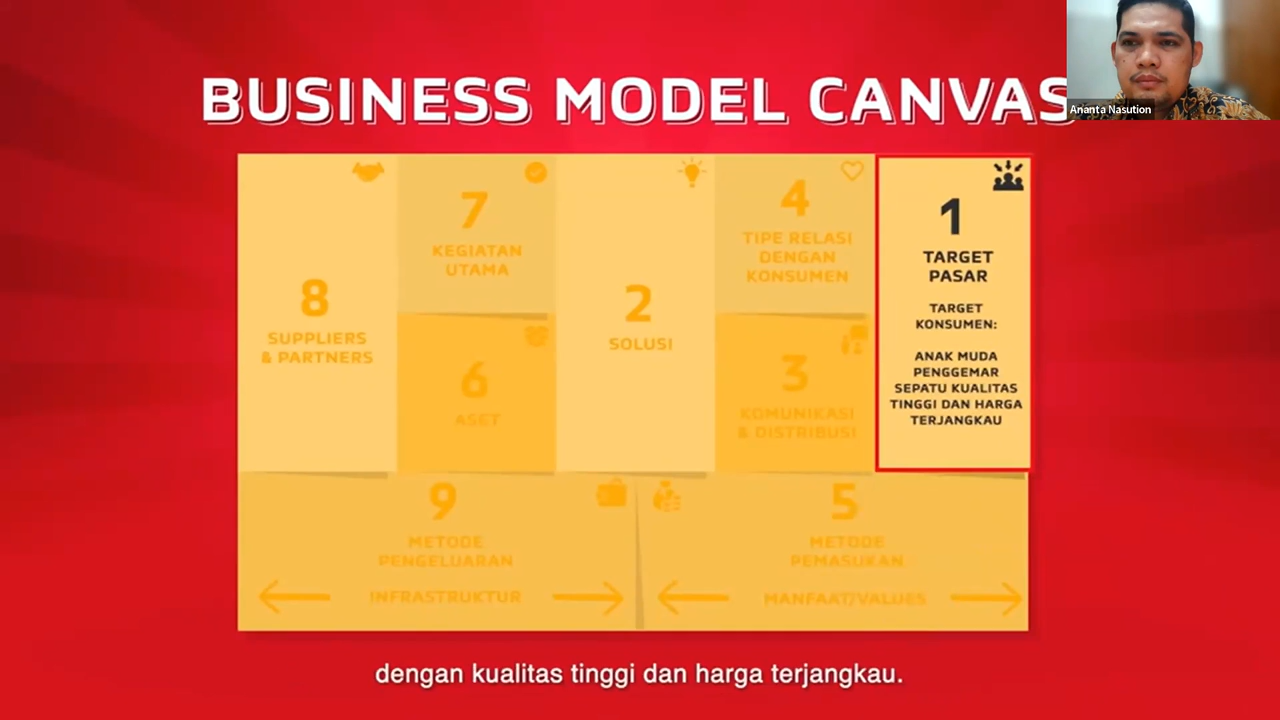 BUSINESS MODEL CANVAS
Ananta Nasution
8
SUPPLIERS
& PARTNERS
7
KEGIATAN
UTAMA
6
ASET
2
SOLUSI
4
TIPE RELASI
DENGAN
KONSUMEN
3
KOMUNIKASI
& DISTRIBUSI
1
TARGET
PASAR
TARGET
KONSUMEN:
ANAK MUDA
PENGGEMAR
SEPATU KUALITAS
TINGGI DAN HARGA
TERJANGKAU
9
METODE
PENGELUARAN
INFRASTRUKTUR
5
METODE
PEMASUKAN
MANFAAT/VALUES
dengan kualitas tinggi dan harga terjangkau.